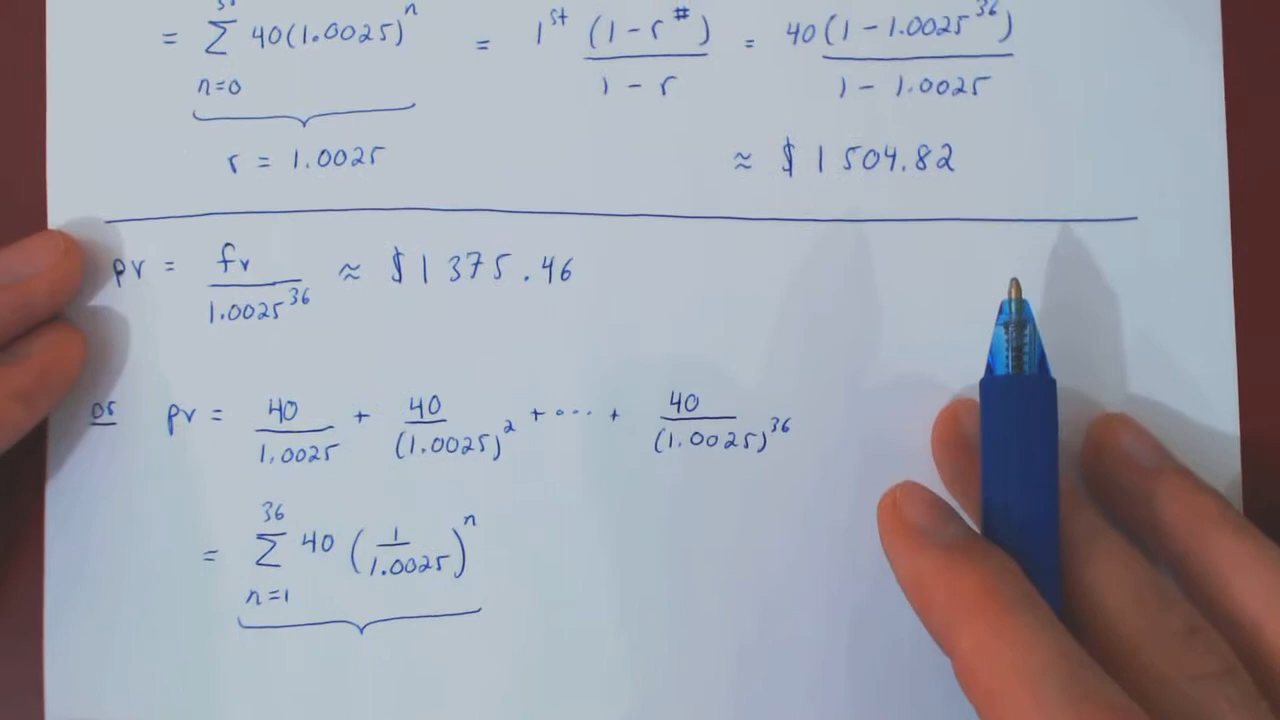 = ∑ 40(1.0025)^n = 1^st (1-r^#) / (1-r) = 40(1-1.0025^36) / (1-1.0025)
n=0
r = 1.0025 ≈ $1504.82
pv = fv / 1.0025^36 ≈ $1375.46
or pv = 40/1.0025 + 40/(1.0025)^2 + ··· + 40/(1.0025)^36
36
= ∑ 40 (1/1.0025)^n
n=1